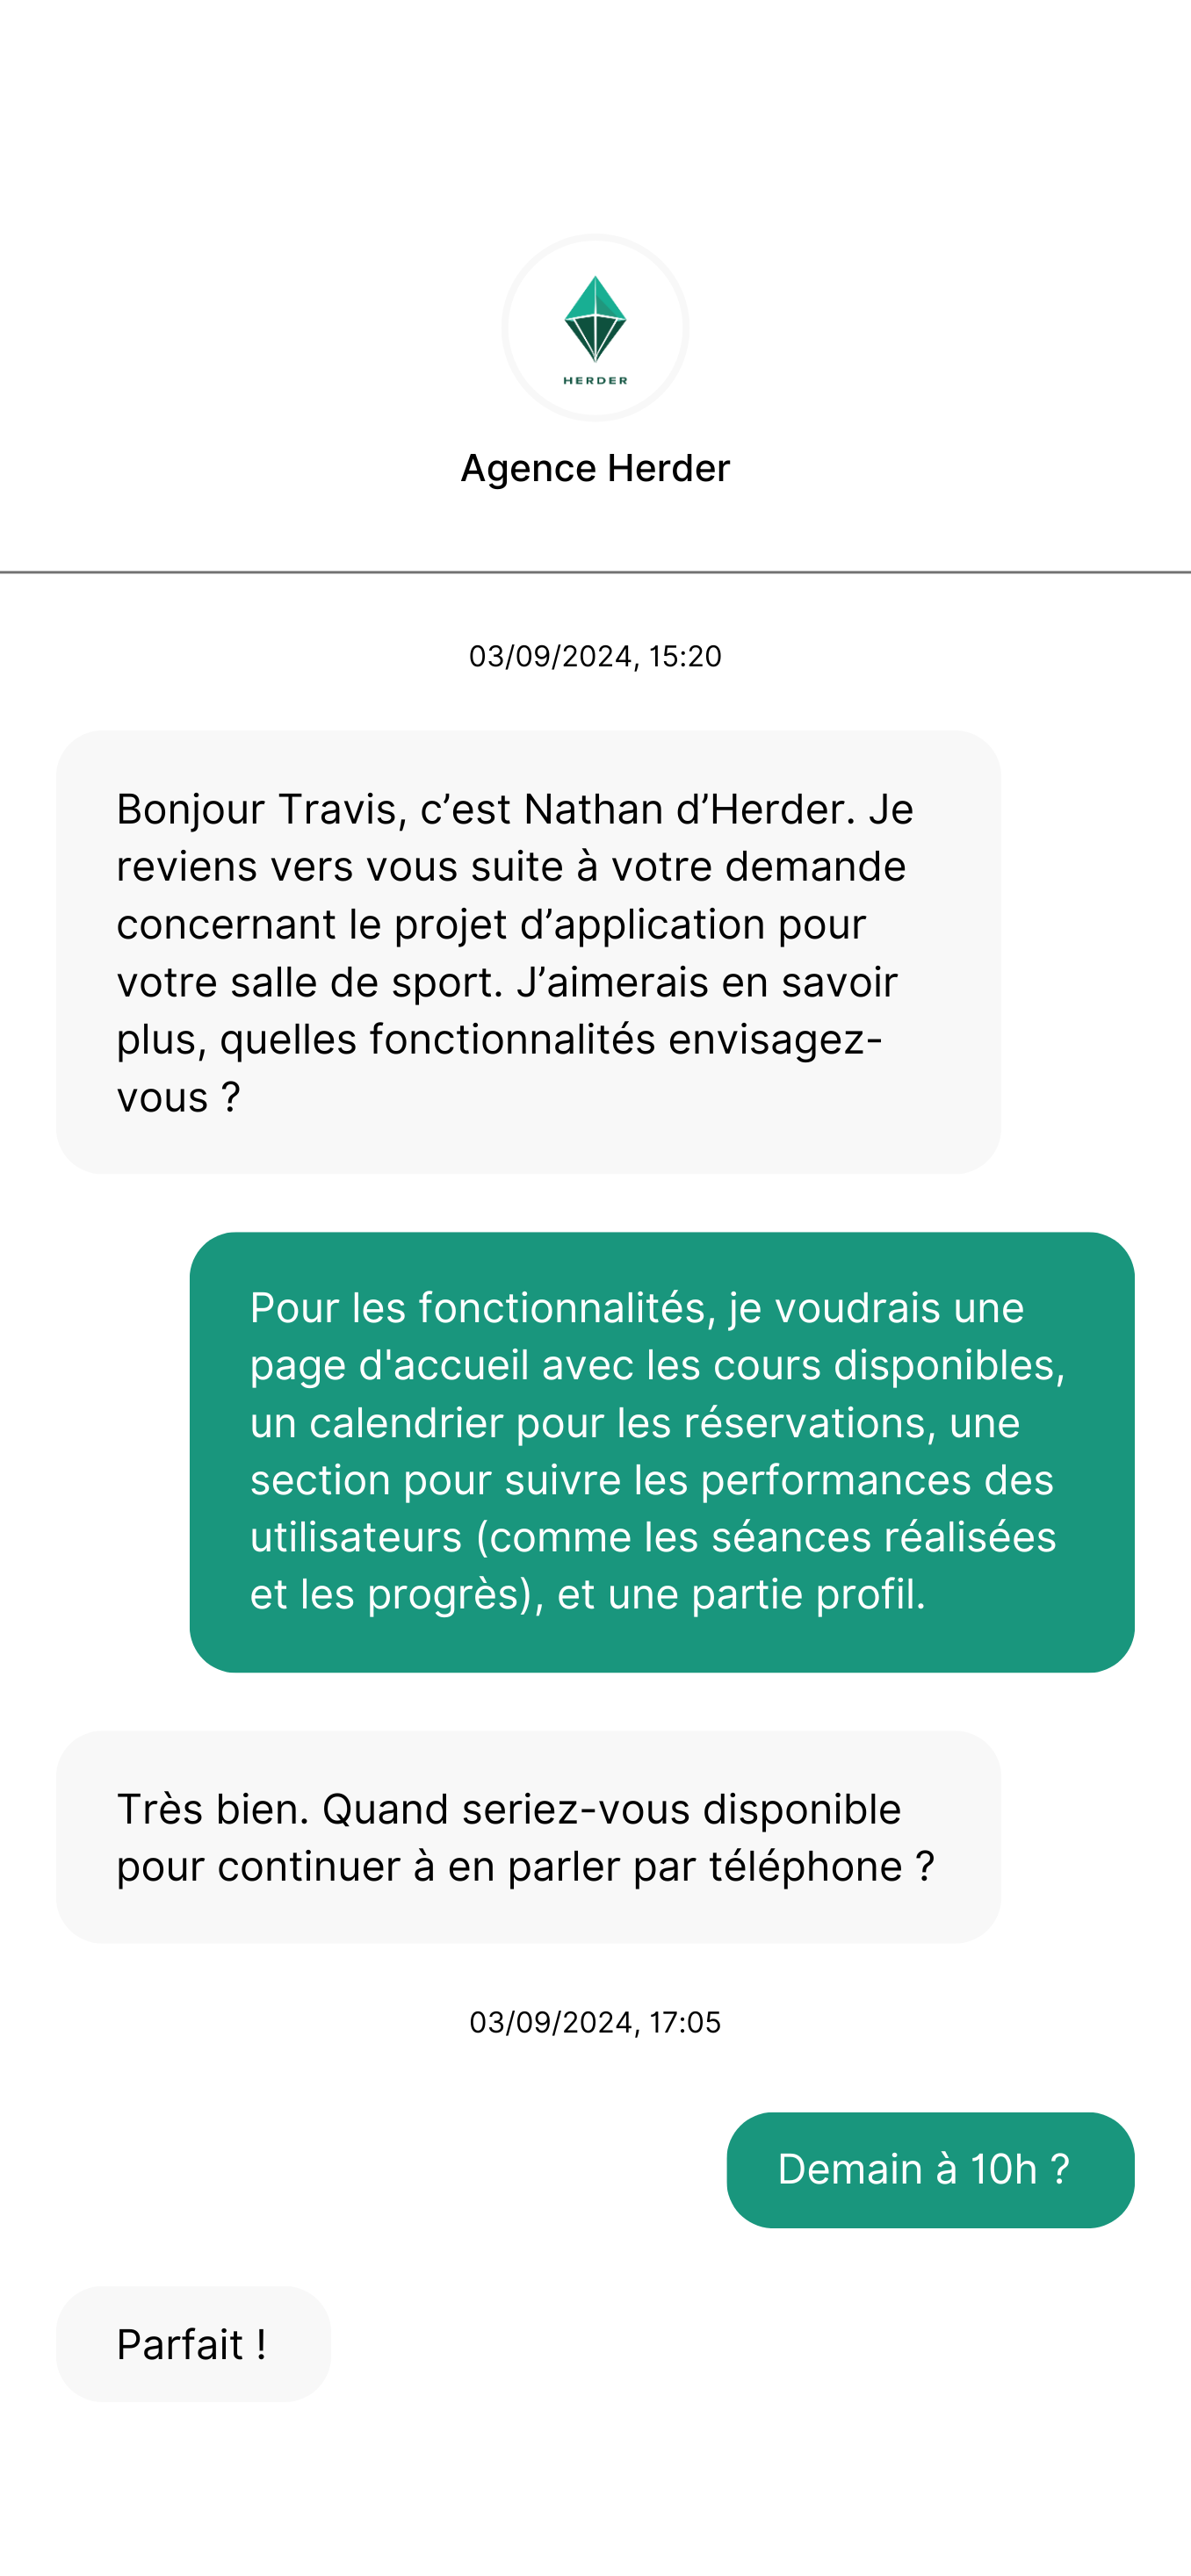 HERDER
Agence Herder
03/09/2024, 15:20
Bonjour Travis, c’est Nathan d’Herder. Je
reviens vers vous suite à votre demande
concernant le projet d’application pour
votre salle de sport. J’aimerais en savoir
plus, quelles fonctionnalités envisagez-
vous ?
Pour les fonctionnalités, je voudrais une
page d'accueil avec les cours disponibles,
un calendrier pour les réservations, une
section pour suivre les performances des
utilisateurs (comme les séances réalisées
et les progrès), et une partie profil.
Très bien. Quand seriez-vous disponible
pour continuer à en parler par téléphone ?
03/09/2024, 17:05
Demain à 10h ?
Parfait !